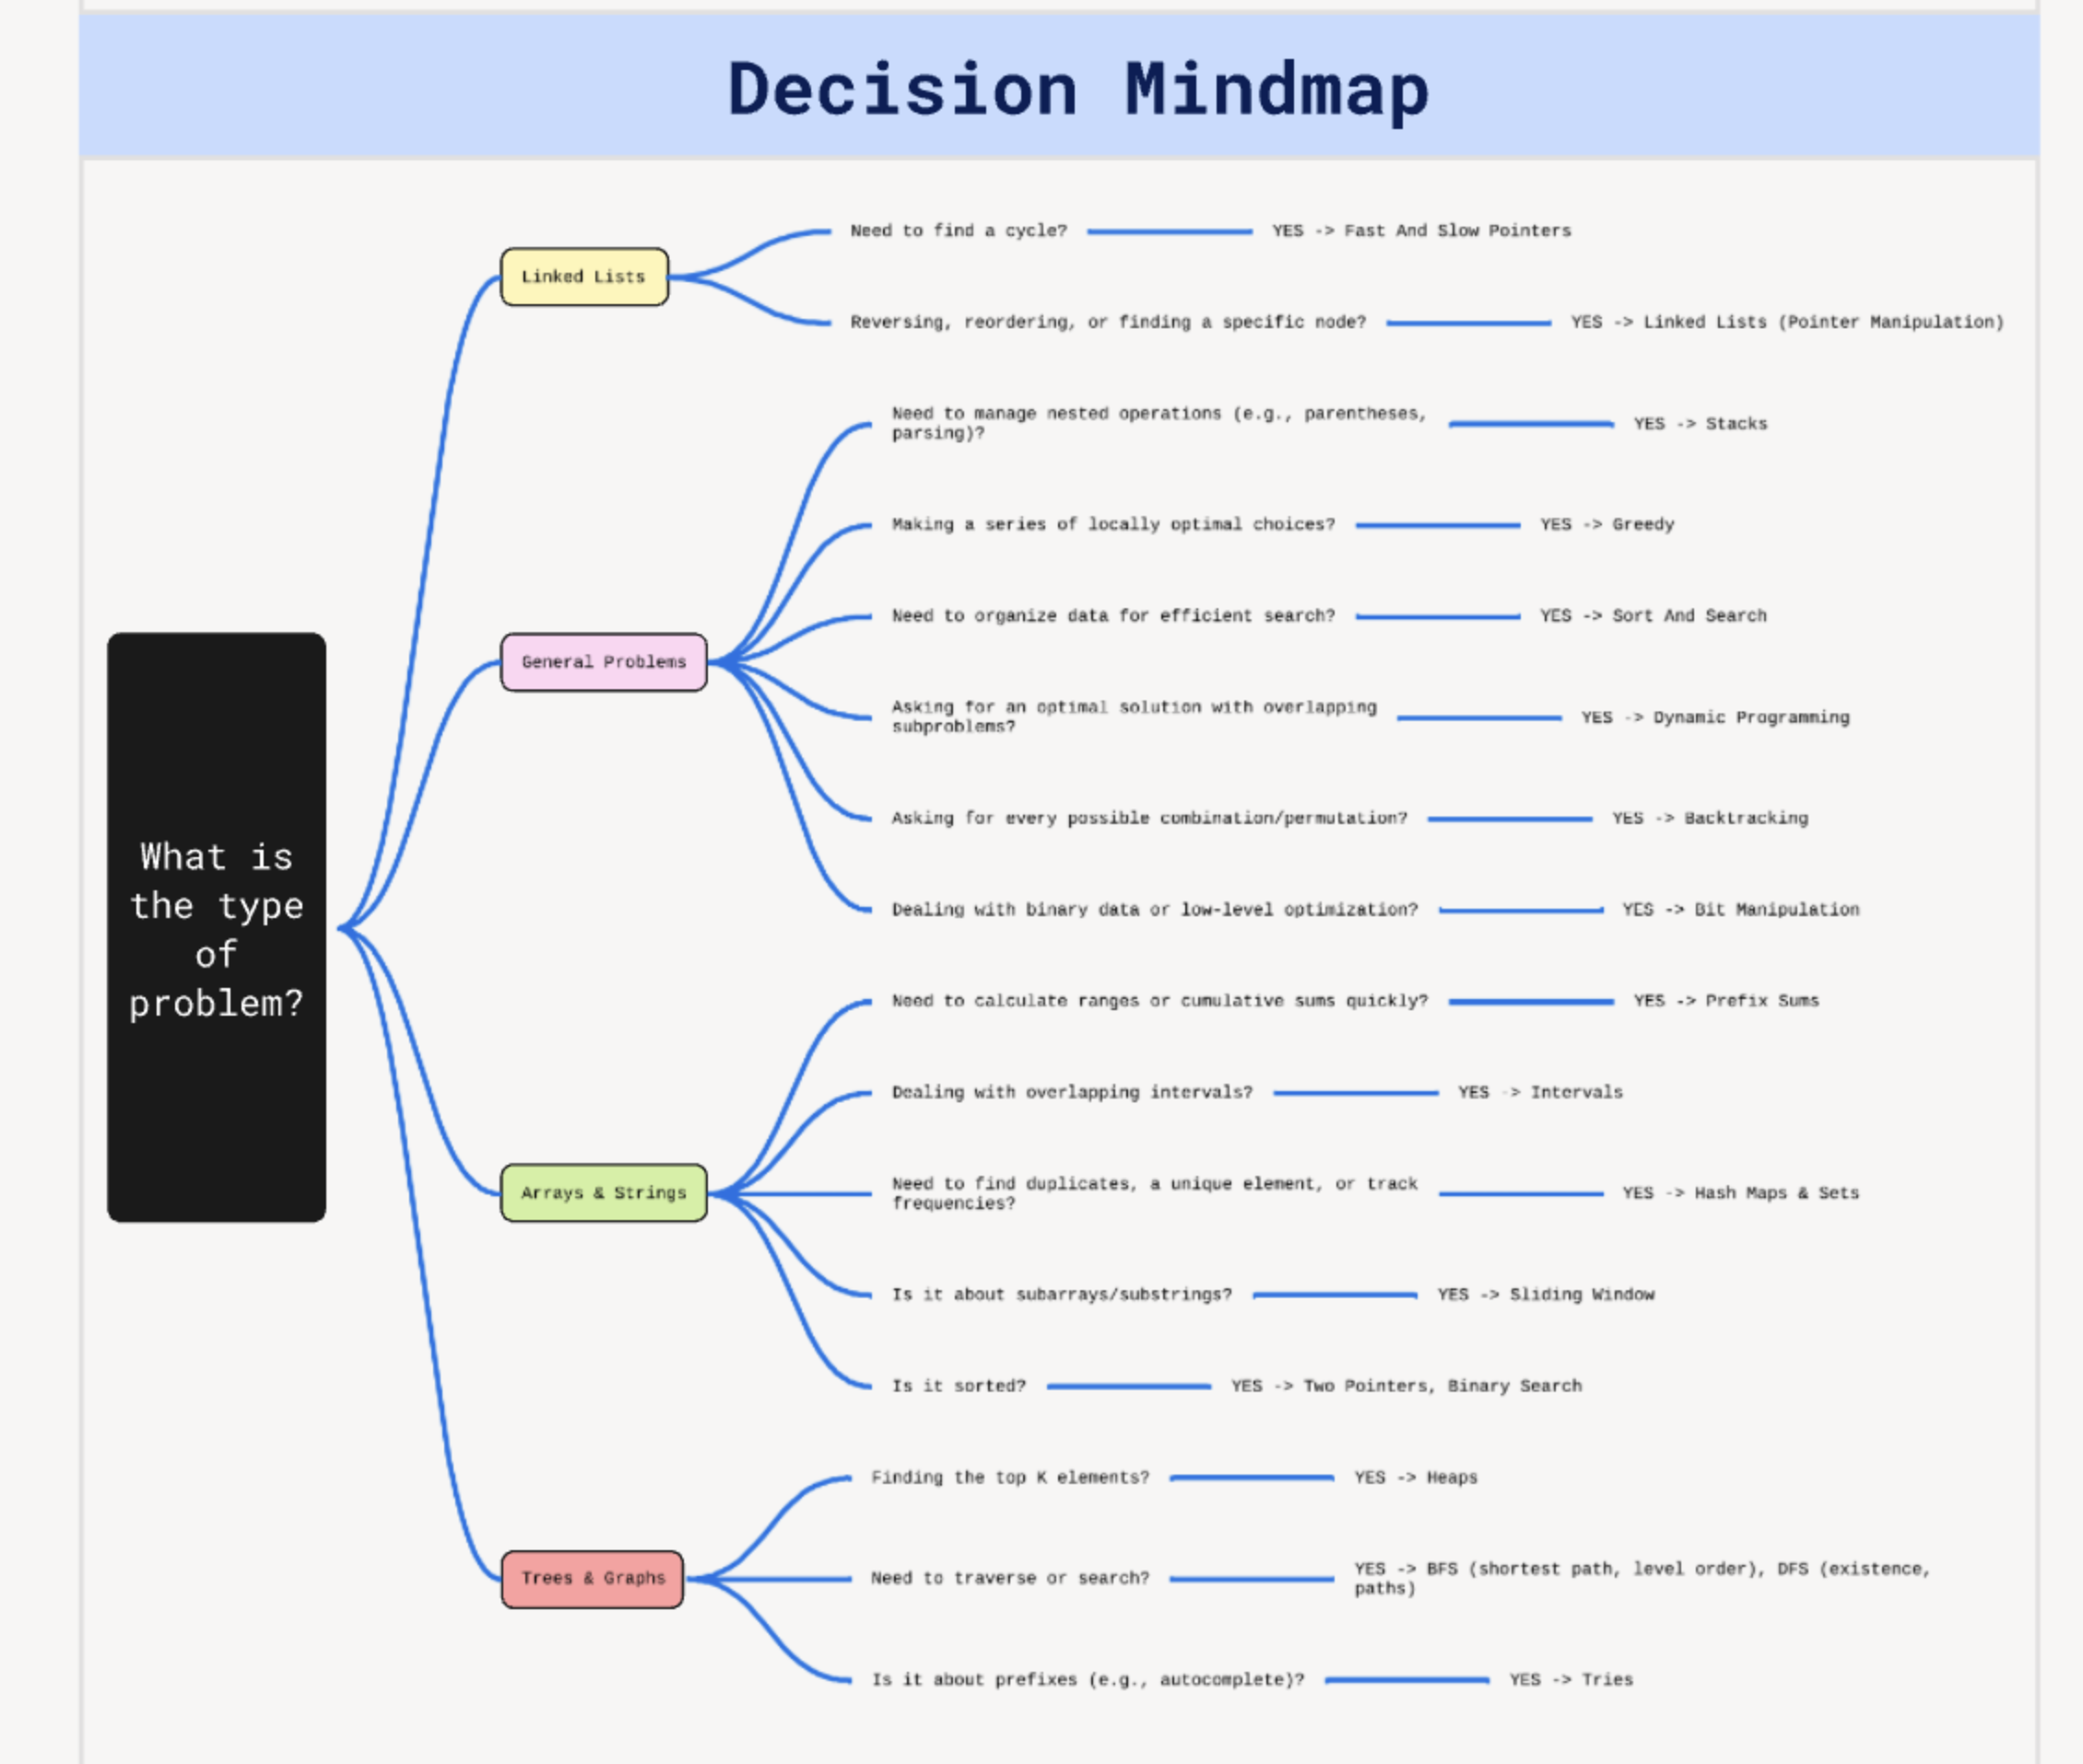 Decision Mindmap
What is
the type
of
problem?
Linked Lists
Need to find a cycle?
YES -> Fast And Slow Pointers
Reversing, reordering, or finding a specific node?
YES -> Linked Lists (Pointer Manipulation)
General Problems
Need to manage nested operations (e.g., parentheses,
parsing)?
YES -> Stacks
Making a series of locally optimal choices?
YES -> Greedy
Need to organize data for efficient search?
YES -> Sort And Search
Asking for an optimal solution with overlapping
subproblems?
YES -> Dynamic Programming
Asking for every possible combination/permutation?
YES -> Backtracking
Dealing with binary data or low-level optimization?
YES -> Bit Manipulation
Arrays & Strings
Need to calculate ranges or cumulative sums quickly?
YES -> Prefix Sums
Dealing with overlapping intervals?
YES -> Intervals
Need to find duplicates, a unique element, or track
frequencies?
YES -> Hash Maps & Sets
Is it about subarrays/substrings?
YES -> Sliding Window
Is it sorted?
YES -> Two Pointers, Binary Search
Trees & Graphs
Finding the top K elements?
YES -> Heaps
Need to traverse or search?
YES -> BFS (shortest path, level order), DFS (existence,
paths)
Is it about prefixes (e.g., autocomplete)?
YES -> Tries